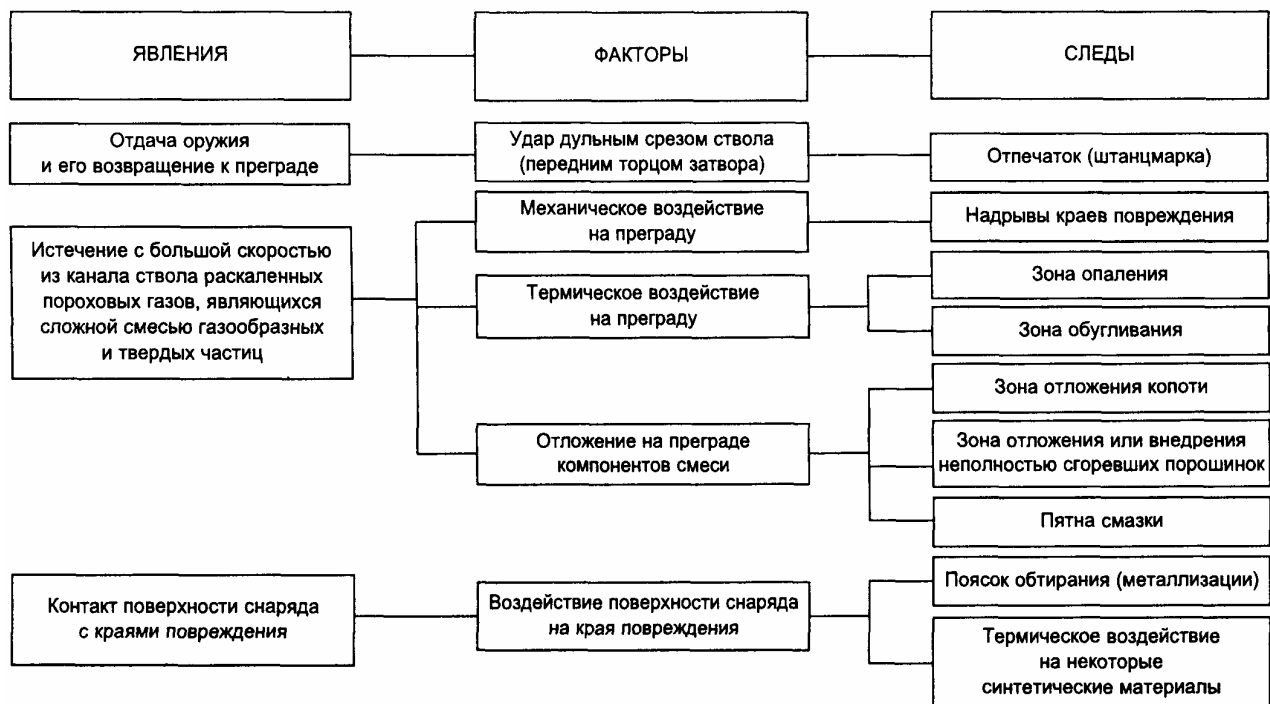 ЯВЛЕНИЯ
ФАКТОРЫ
СЛЕДЫ
Отдача оружия
и его возвращение к преграде
Удар дульным срезом ствола
(передним торцом затвора)
Отпечаток (штанцмарка)
Истечение с большой скоростью
из канала ствола раскаленных
пороховых газов, являющихся
сложной смесью газообразных
и твердых частиц
Механическое воздействие
на преграду
Надрывы краев повреждения
Термическое воздействие
на преграду
Зона опаления
Зона обугливания
Отложение на преграде
компонентов смеси
Зона отложения копоти
Зона отложения или внедрения
неполностью сгоревших порошинок
Пятна смазки
Контакт поверхности снаряда
с краями повреждения
Воздействие поверхности снаряда
на края повреждения
Поясок обтирания (металлизации)
Термическое воздействие
на некоторые
синтетические материалы